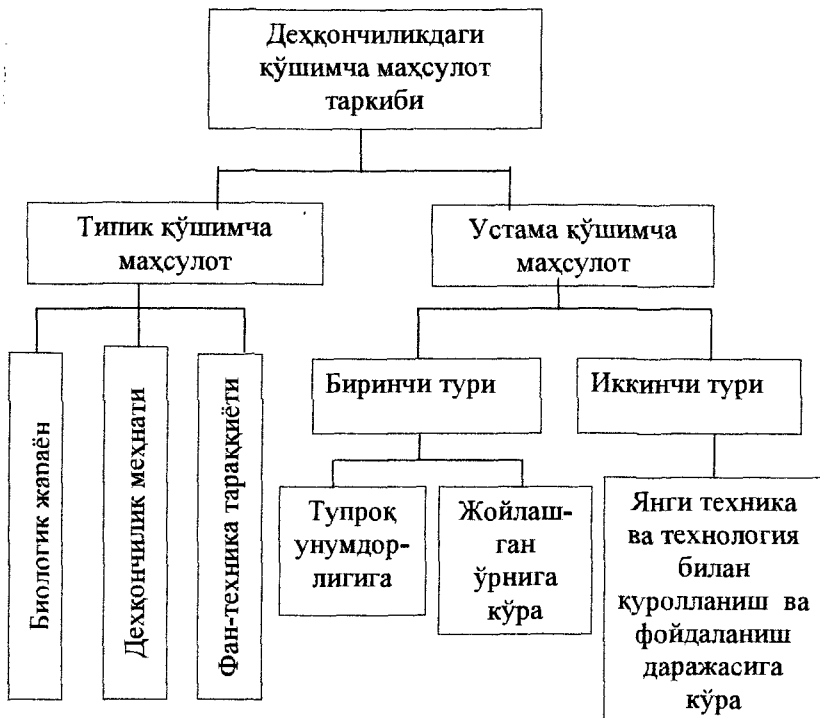 Деҳқончиликдаги
қўшимча маҳсулот
таркиби
Типик қўшимча
маҳсулот
Устама қўшимча
маҳсулот
Биологик жараён
Деҳқончилик меҳнати
Фан-техника тараққиёти
Биринчи тури
Иккинчи тури
Тупроқ
унумдор-
лигига
Жойлаш-
ган
ўрнига
кўра
Янги техника
ва технология
билан
қуролланиш ва
фойдаланиш
даражасига
кўра